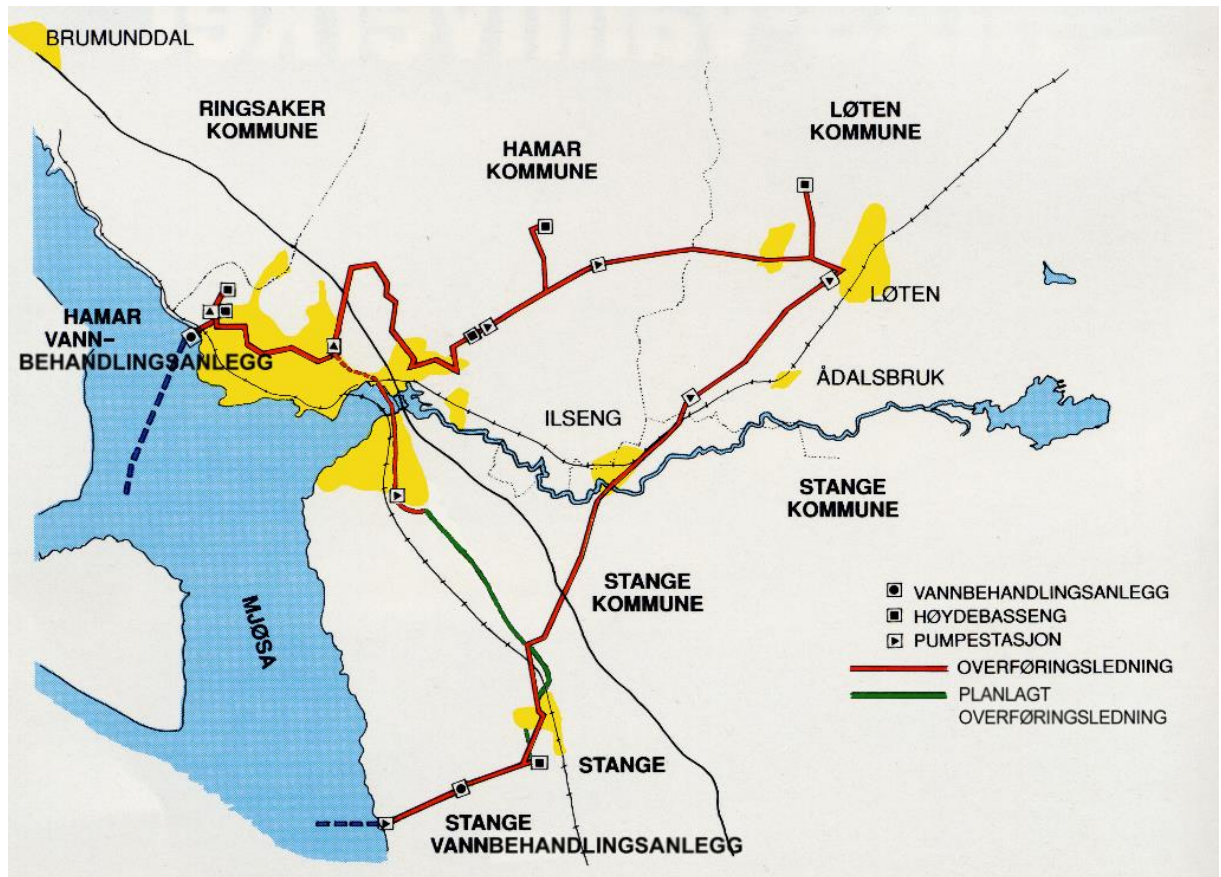 BRUMUNDDAL
RINGSAKER
KOMMUNE
HAMAR
KOMMUNE
LØTEN
KOMMUNE
HAMAR
VANN–
BEHANDLINGSANLEGG
LØTEN
ÅDALSBRUK
ILSENG
STANGE
KOMMUNE
STANGE
KOMMUNE
MJØSA
VANNBEHANDLINGSANLEGG
HØYDEBASSENG
PUMPESTASJON
OVERFØRINGSLEDNING
PLANLAGT
OVERFØRINGSLEDNING
STANGE
STANGE
VANNBEHANDLINGSANLEGG